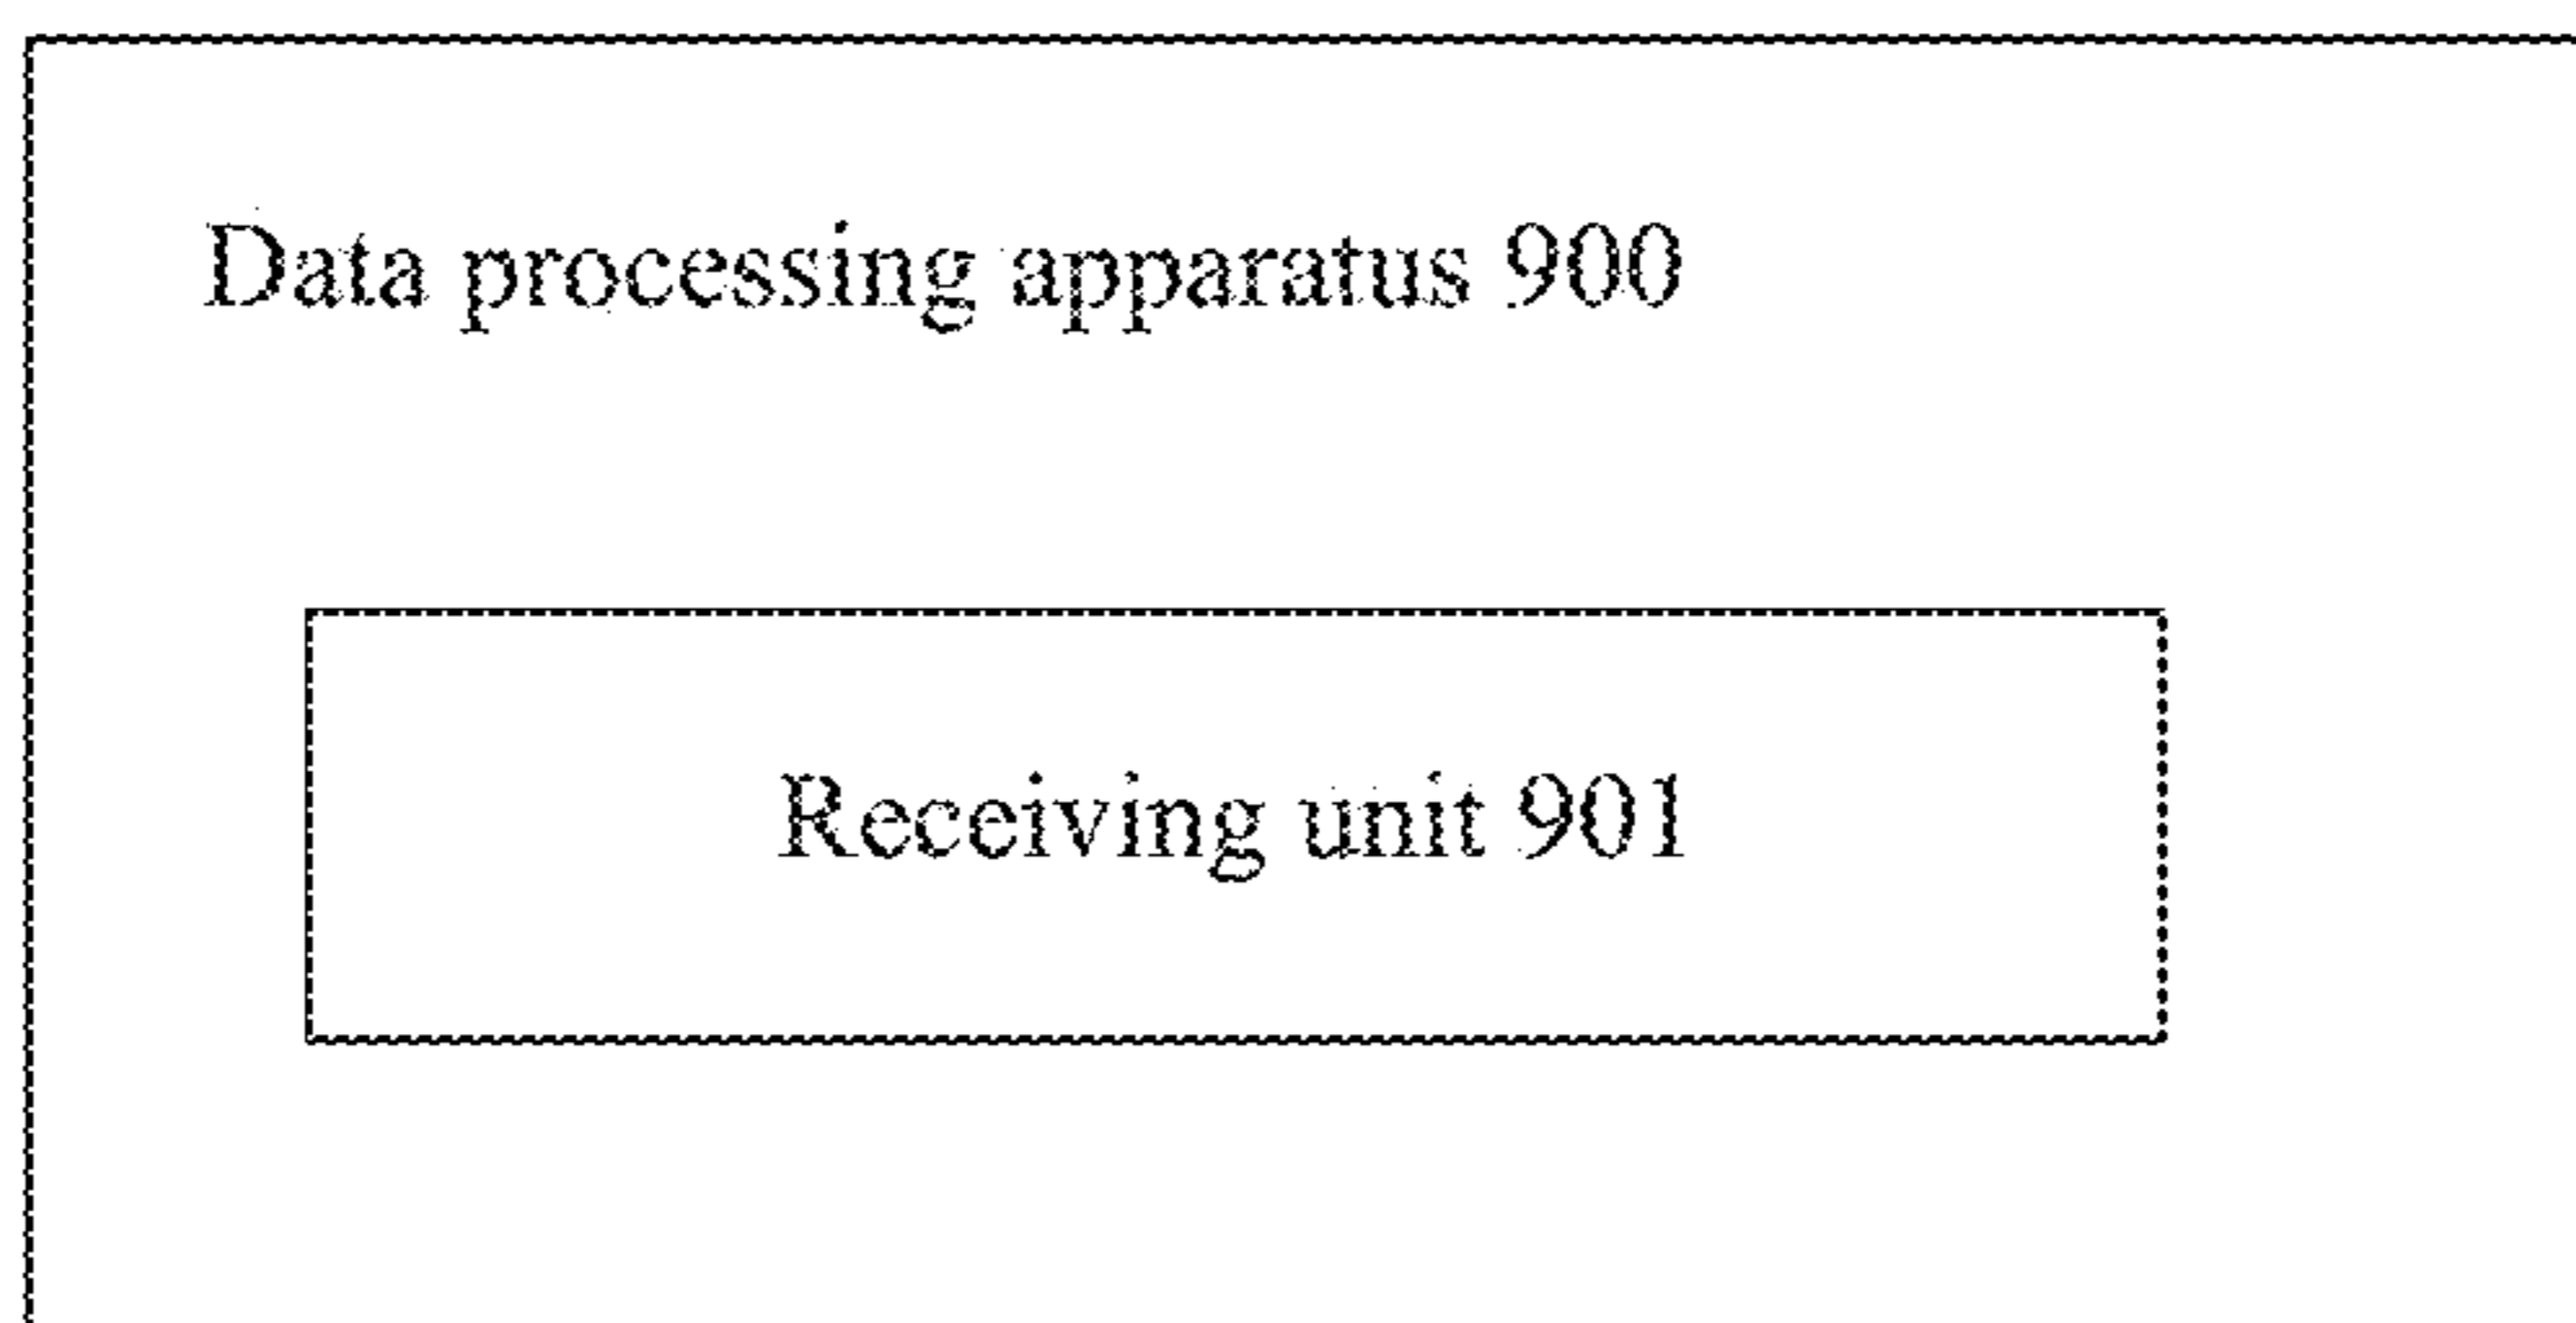 Data processing apparatus 900
Receiving unit 901